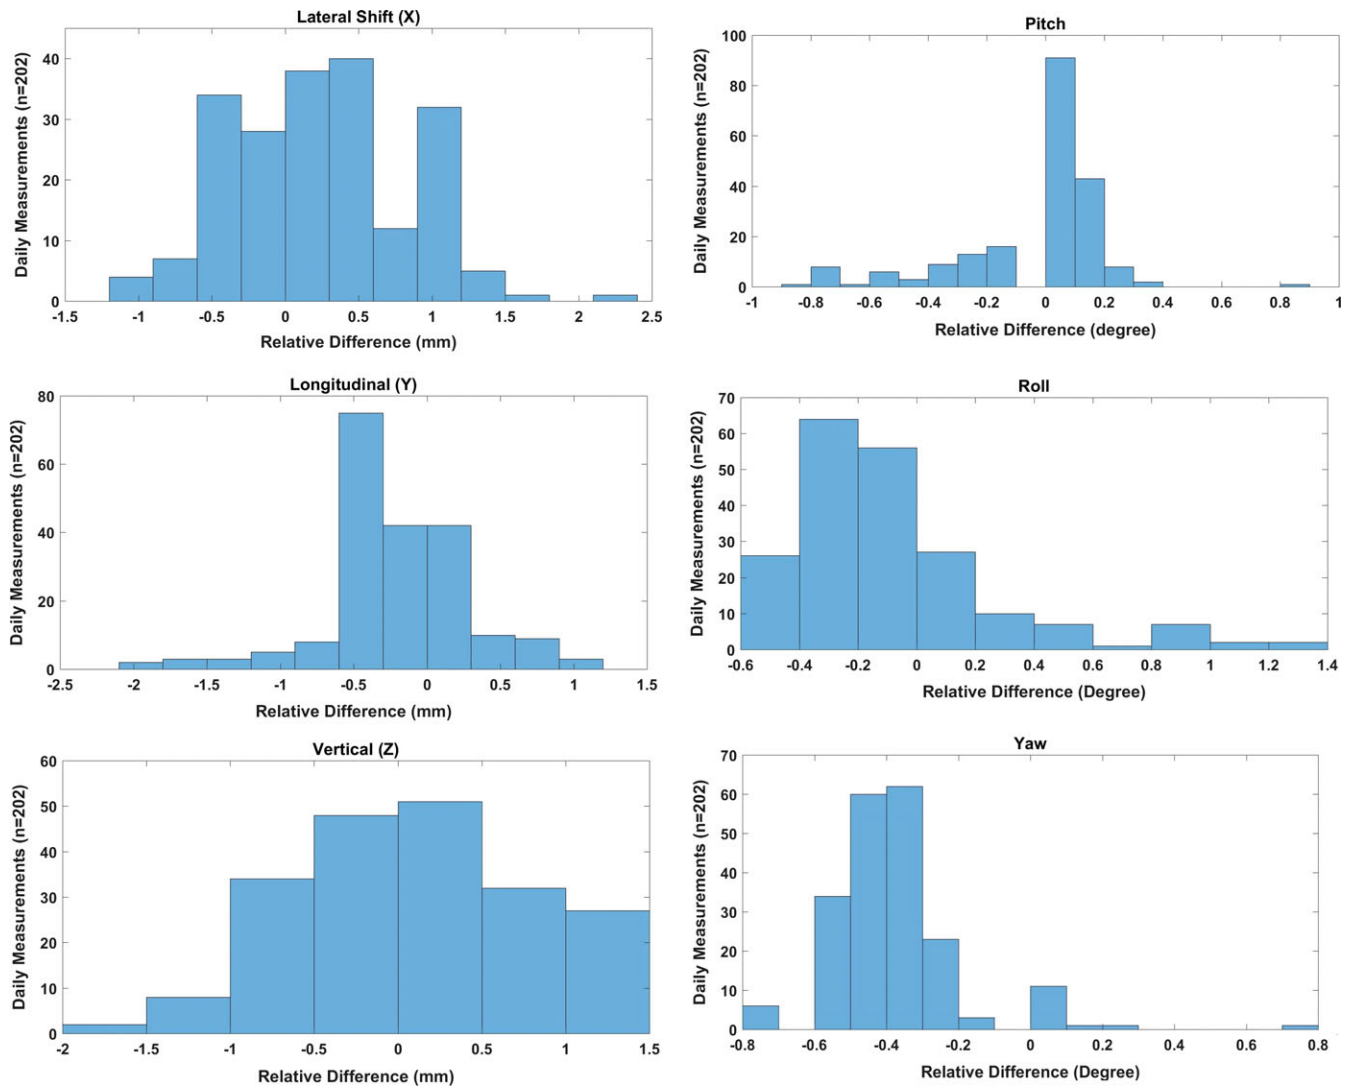 Lateral Shift (X)
Daily Measurements (n=202)
40
30
20
10
0
-1.5 -1 -0.5 0 0.5 1 1.5 2 2.5
Relative Difference (mm)
Pitch
Daily Measurements (n=202)
100
80
60
40
20
0
-1 -0.8 -0.6 -0.4 -0.2 0 0.2 0.4 0.6 0.8 1
Relative Difference (degree)
Longitudinal (Y)
Daily Measurements (n=202)
80
60
40
20
0
-2.5 -2 -1.5 -1 -0.5 0 0.5 1 1.5
Relative Difference (mm)
Roll
Daily Measurements (n=202)
70
60
50
40
30
20
10
0
-0.6 -0.4 -0.2 0 0.2 0.4 0.6 0.8 1 1.2 1.4
Relative Difference (Degree)
Vertical (Z)
Daily Measurements (n=202)
60
50
40
30
20
10
0
-2 -1.5 -1 -0.5 0 0.5 1 1.5
Relative Difference (mm)
Yaw
Daily Measurements (n=202)
70
60
50
40
30
20
10
0
-0.8 -0.6 -0.4 -0.2 0 0.2 0.4 0.6 0.8
Relative Difference (Degree)